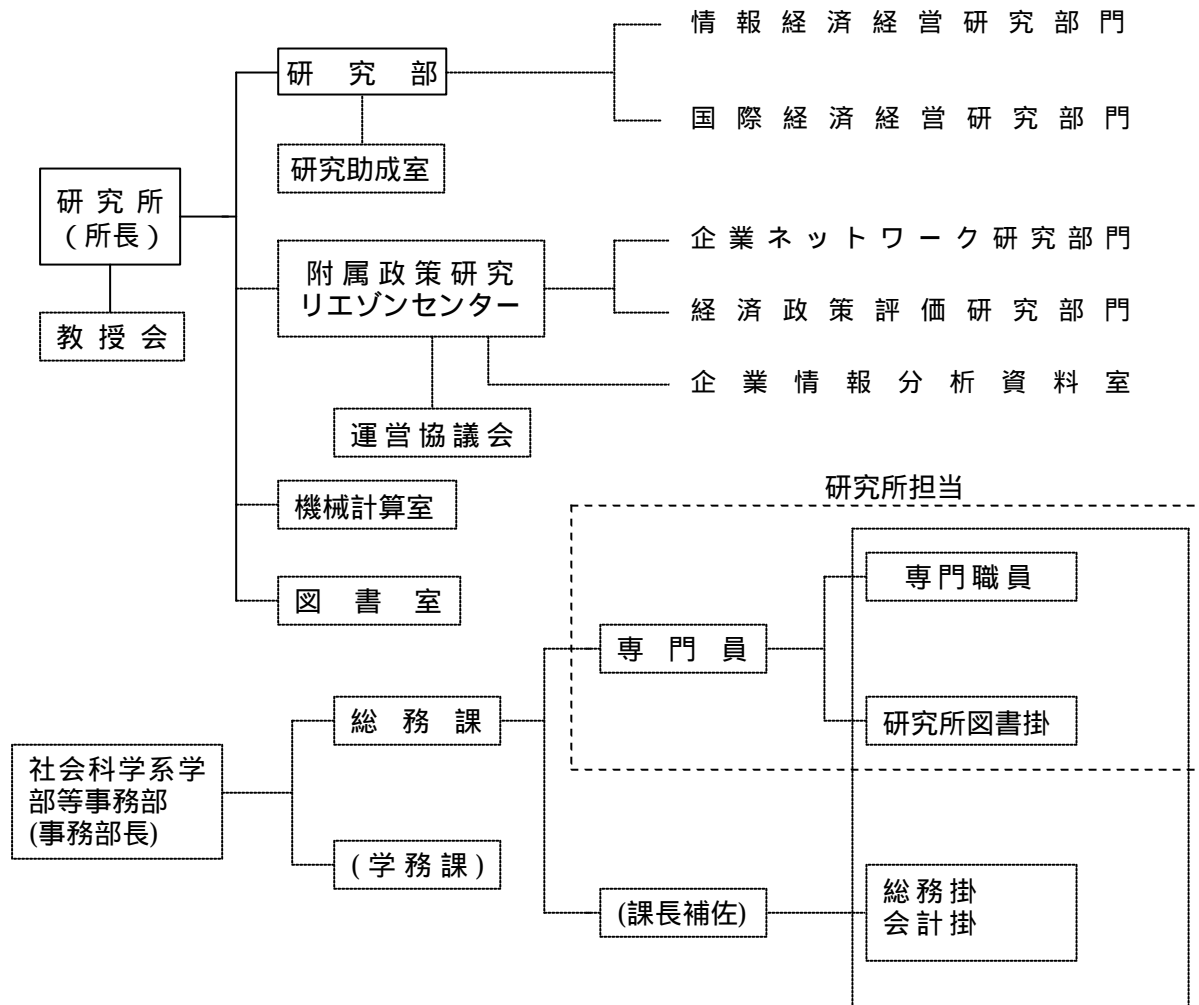 情報経済経営研究部門
研究部
国際経済経営研究部門
研究助成室
研究所
（所長）
企業ネットワーク研究部門
附属政策研究
リエゾンセンター
経済政策評価研究部門
教授会
企業情報分析資料室
運営協議会
研究所担当
機械計算室
専門職員
図書室
専門員
総務課
研究所図書掛
社会科学系学
部等事務部
(事務部長)
(学務課)
(課長補佐)
総務掛
会計掛